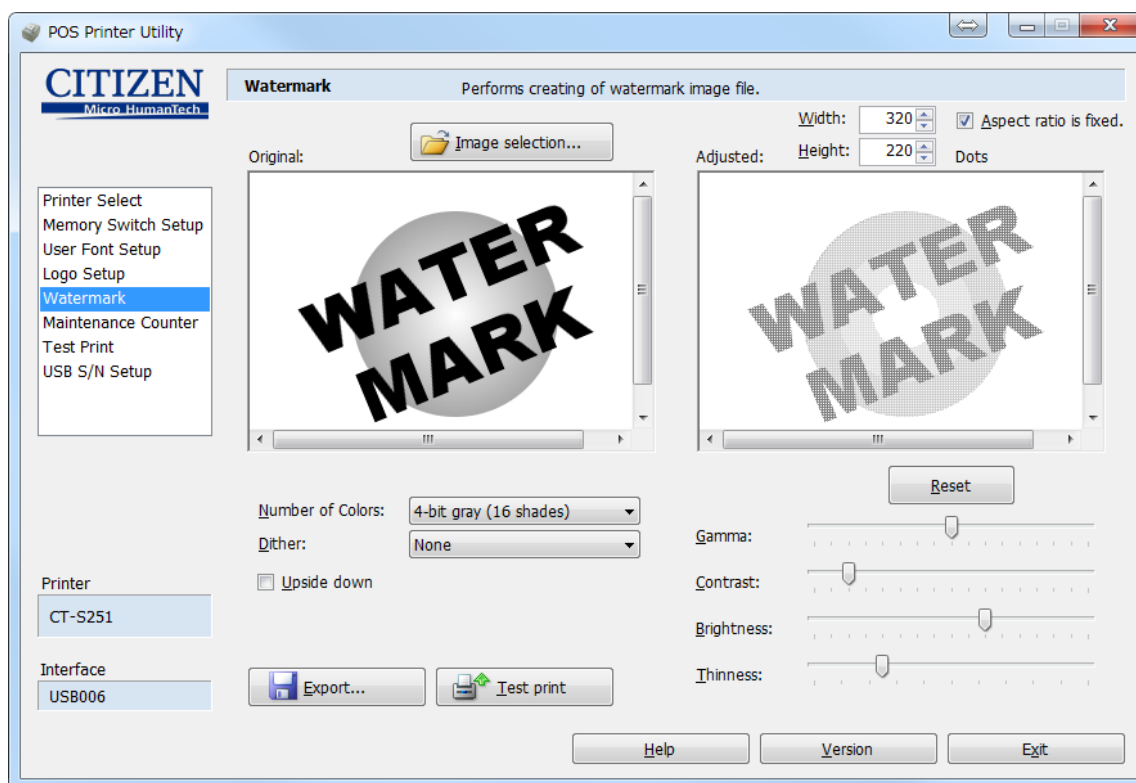 POS Printer Utility
CITIZEN
Micro HumanTech
Watermark
Performs creating of watermark image file.
Original:
Image selection...
Adjusted:
Width:
320
Aspect ratio is fixed.
Height:
220
Dots
Printer Select
Memory Switch Setup
User Font Setup
Logo Setup
Watermark
Maintenance Counter
Test Print
USB S/N Setup
WATER
MARK
WATER
MARK
Reset
Number of Colors:
4-bit gray (16 shades)
Dither:
None
Upside down
Gamma:
Contrast:
Brightness:
Thinness:
Printer
CT-S251
Interface
USB006
Export...
Test print
Help
Version
Exit